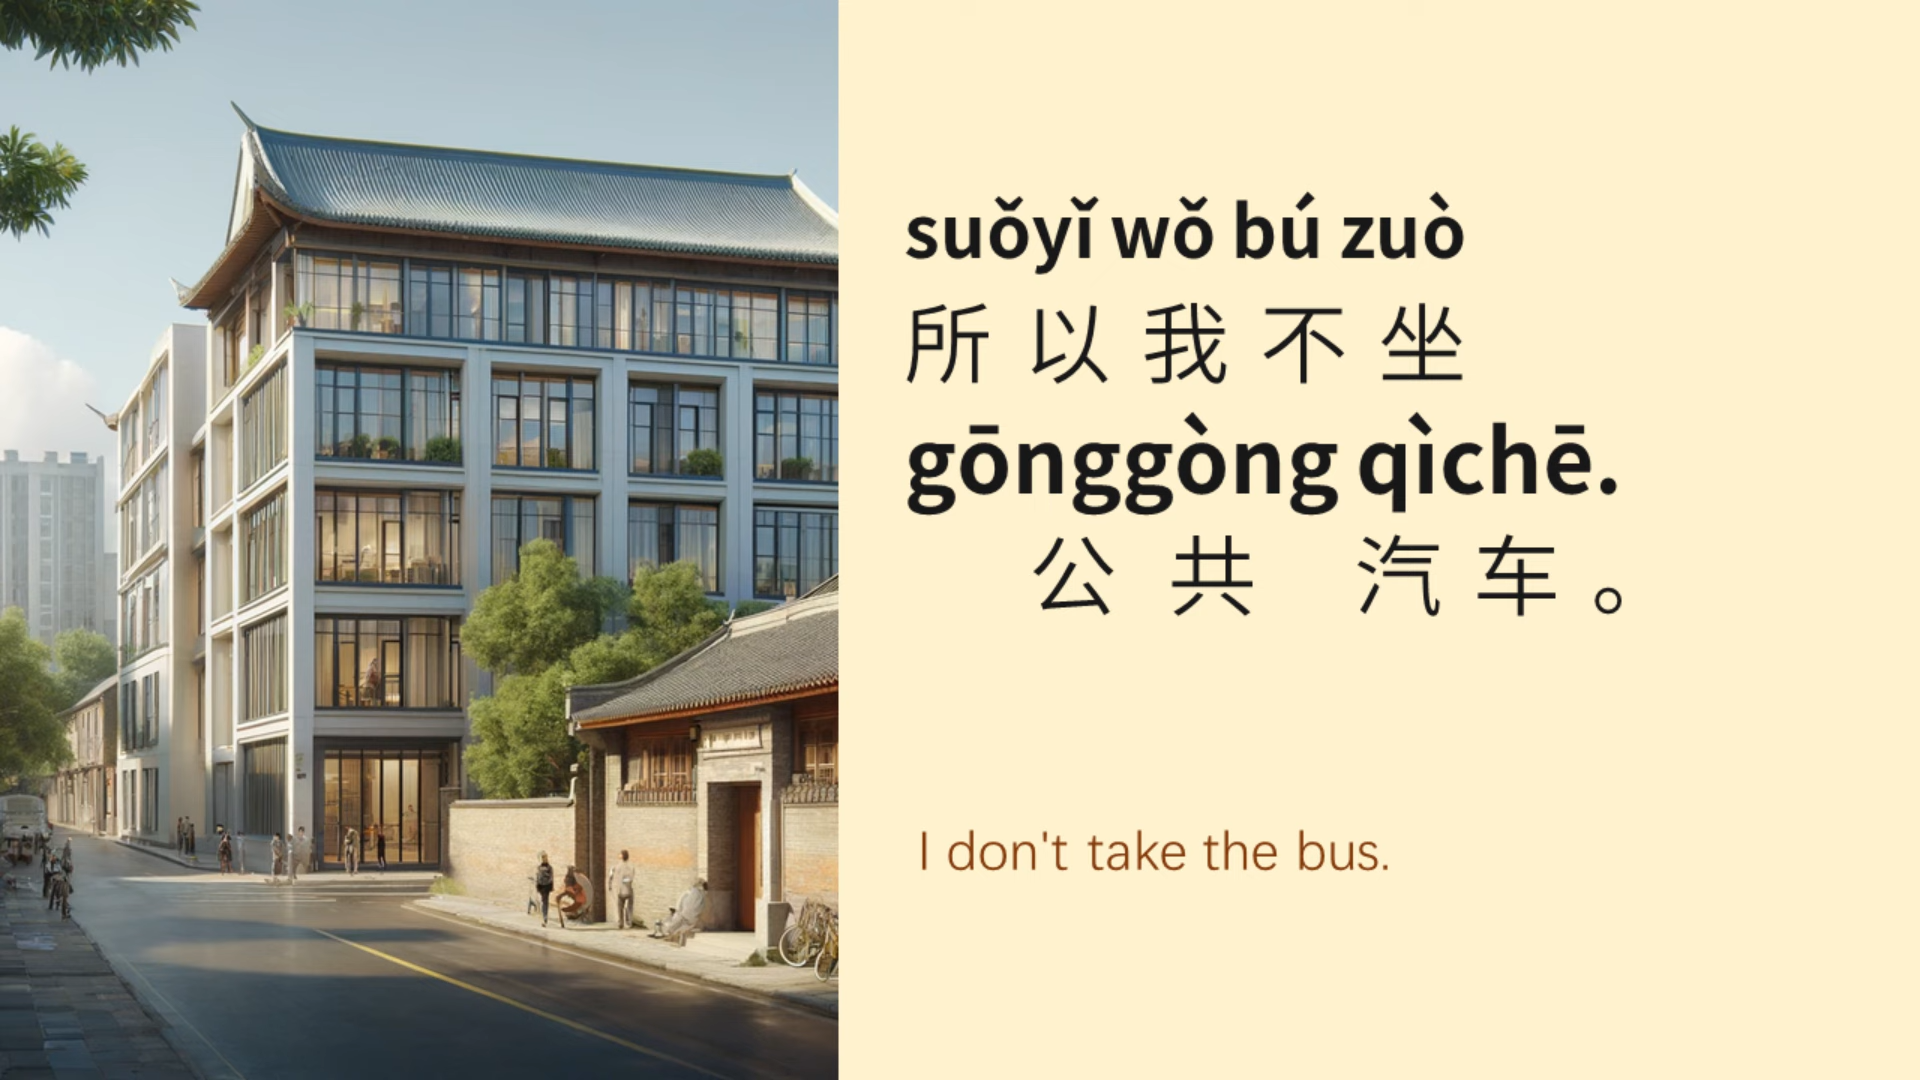 suǒyǐ wǒ bú zuò
所以我不坐
gōnggòng qìchē.
公共 汽车。
I don't take the bus.